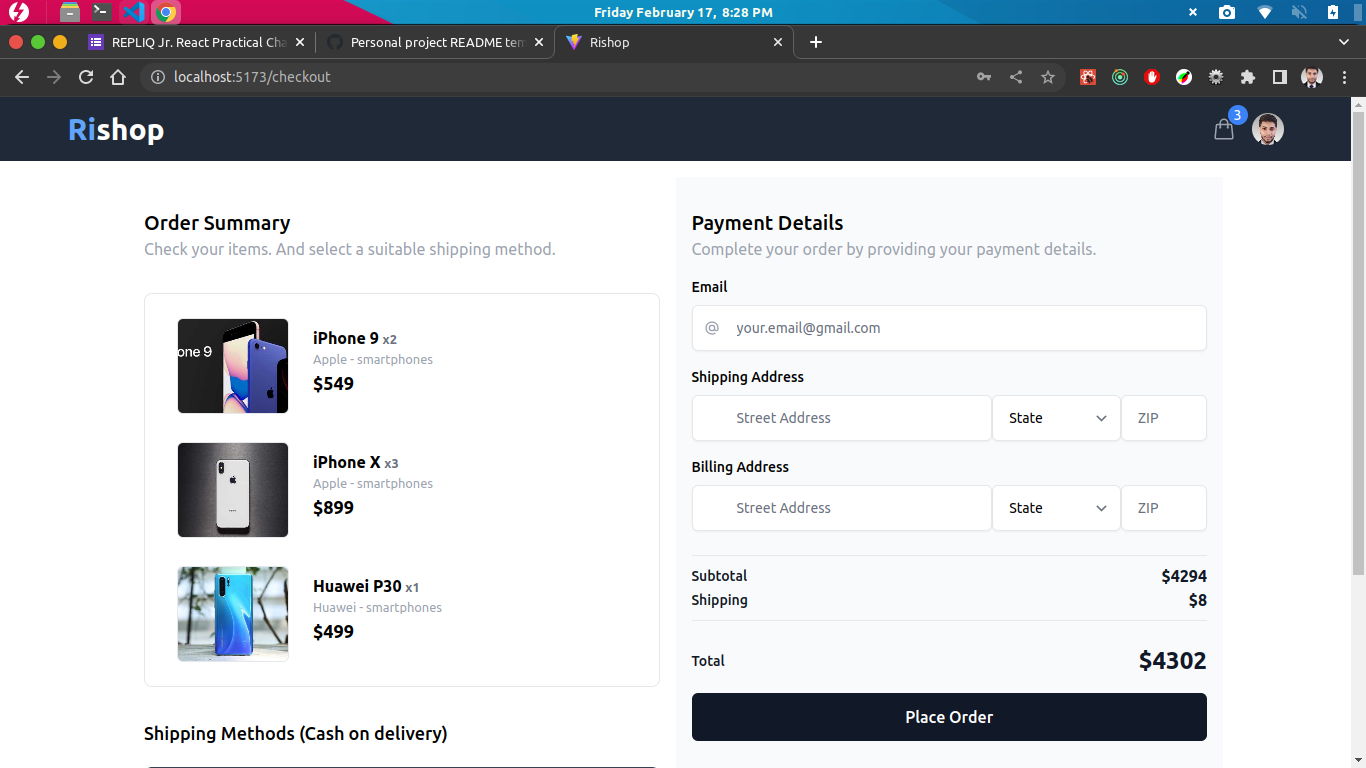 Friday February 17, 8:28 PM
REPLIQ Jr. React Practical Cha
Personal project README tem
Rishop
localhost:5173/checkout
Rishop
3
Order Summary
Check your items. And select a suitable shipping method.
one 9
iPhone 9 x2
Apple - smartphones
$549
iPhone X x3
Apple - smartphones
$899
Huawei P30 x1
Huawei - smartphones
$499
Shipping Methods (Cash on delivery)
Payment Details
Complete your order by providing your payment details.
Email
@ your.email@gmail.com
Shipping Address
Street Address State ZIP
Billing Address
Street Address State ZIP
Subtotal $4294
Shipping $8
Total $4302
Place Order